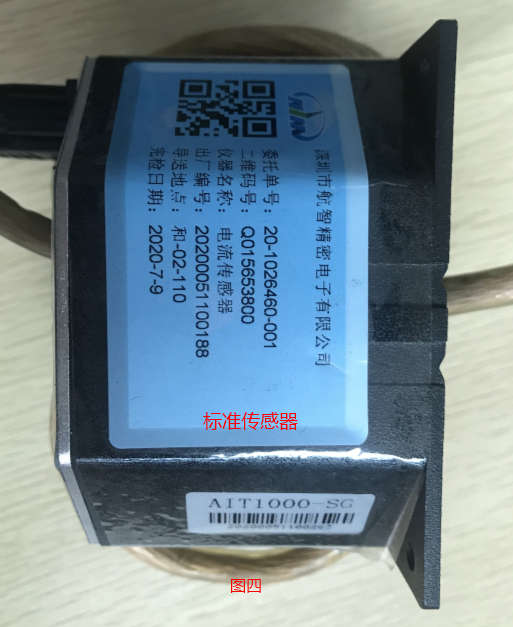 NIM
深圳市航智精密电子有限公司
委托单号：20-1026460-001
二维码号：Q015653800
仪器名称：电流传感器
出厂编号：20200051100188
导送地点：和-02-110
完检日期：2020-7-9
标准传感器
AIT1000-SG
图四